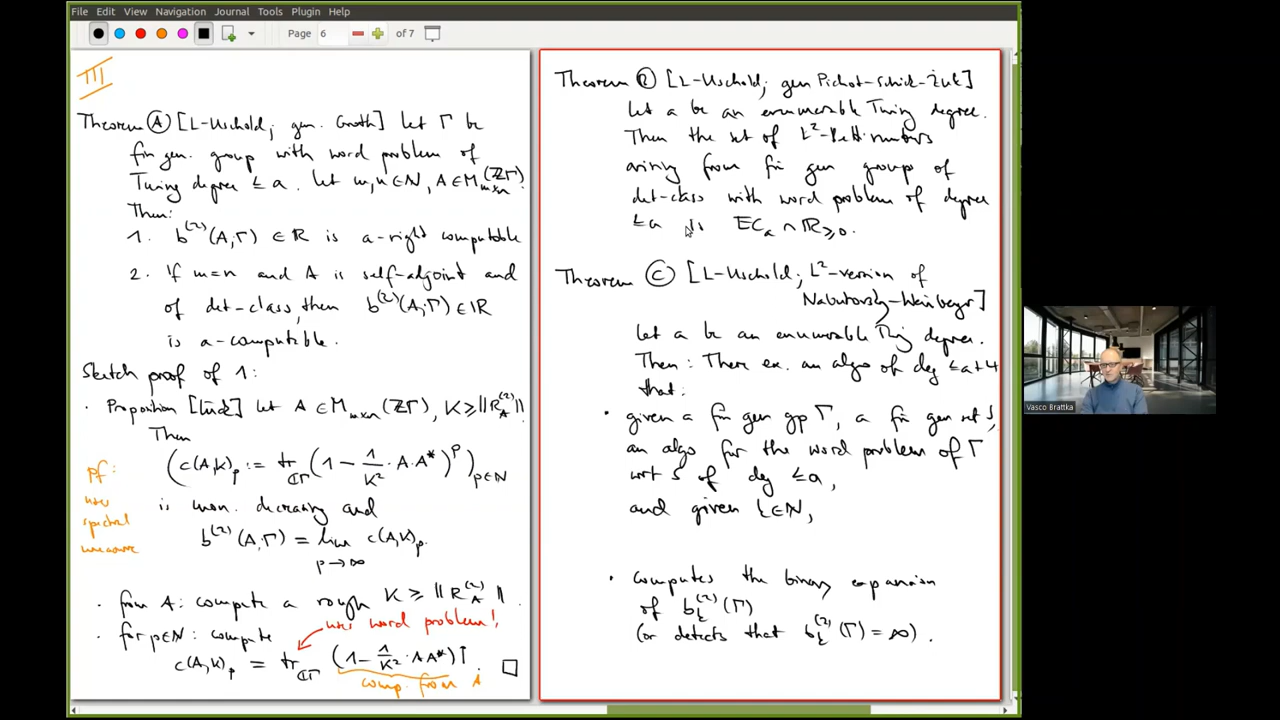 File Edit View Navigation Journal Tools Plugin Help
Page 6 of 7
III
Theorem Ⓐ [L-Uschold; gen. Groth] let Γ be
fin gen. group with word problem of
Turing degree ≤ a. let m,n∈N, A∈M_{m×n}(ZΓ).
Then:
1. b^{(2)}(A,Γ) ∈ R is a-right computable
2. If m=n and A is self-adjoint and
of det-class, then b^{(2)}(A,Γ) ∈ R
is a-computable.
Sketch proof of 1:
· Proposition [Lück] let A∈M_{m×n}(ZΓ), K ≥ ||R_A^{(2)}||.
Then
(c(A,K)_p := tr_{CΓ}(1 - 1/K² · A·A*)^p)_{p∈N}
is mon. decreasing and
b^{(2)}(A,Γ) = lim_{p→∞} c(A,K)_p.
pf:
uses
spectral
measure
· from A: compute a rough K ≥ ||R_A^{(2)}||.
· for p∈N: compute
uses word problem!
c(A,K)_p = tr_{CΓ} (1 - 1/K² · AA*)^p. □
comp. from A
Theorem Ⓑ [L-Uschold; gen Pichot-Schick-Żuk]
Let a be an enumerable Turing degree.
Then the set of L²-Betti numbers
arising from fin gen groups of
det-class with word problem of degree
≤a is EC_a ∩ R_{≥0}.
Theorem Ⓒ [L-Uschold; L²-version of
Nabutovsky-Weinberger]
let a be an enumerable Turing degree.
Then: There ex. an algo of deg ≤a+4
that:
· given a fin gen gp Γ, a fin gen set S,
an algo for the word problem of Γ
wrt S of deg ≤a,
and given k∈N,
· computes the binary expansion
of b_k^{(2)}(Γ)
(or detects that b_k^{(2)}(Γ) = ∞).
Vasco Brattka